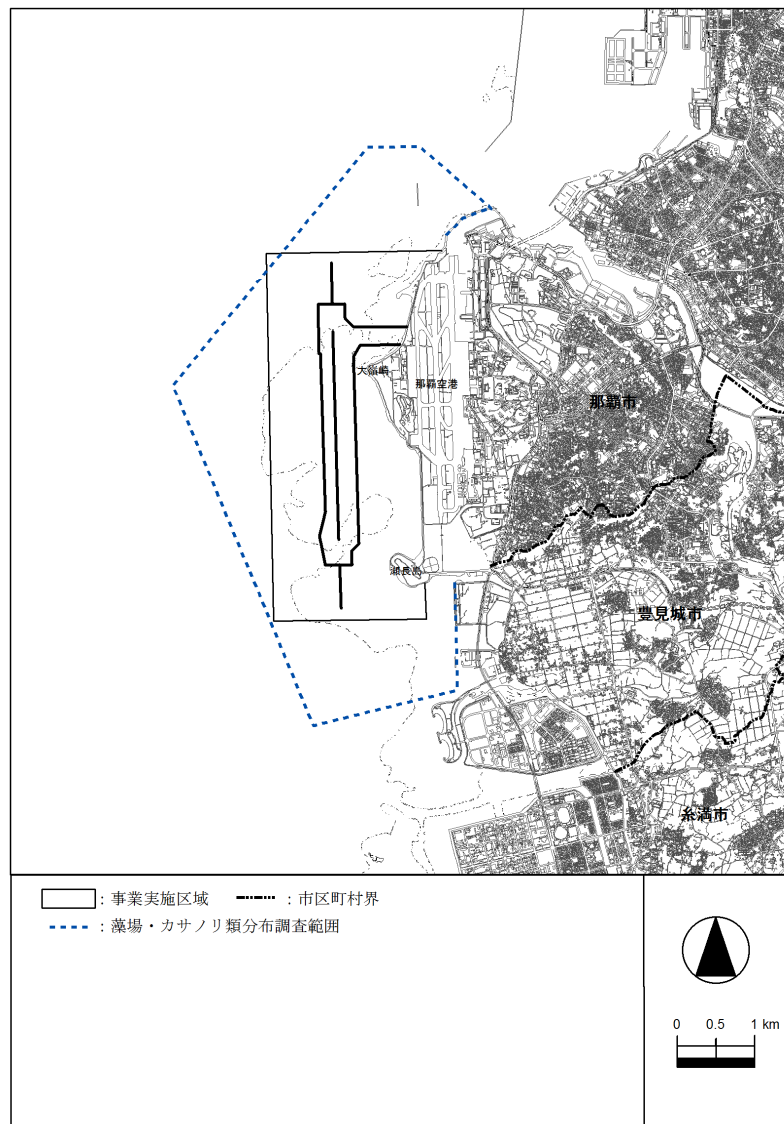 大嶺崎
那覇空港
那覇市
瀬長島
豊見城市
糸満市
：事業実施区域
：市区町村界
：藻場・カサノリ類分布調査範囲
0 0.5 1 km